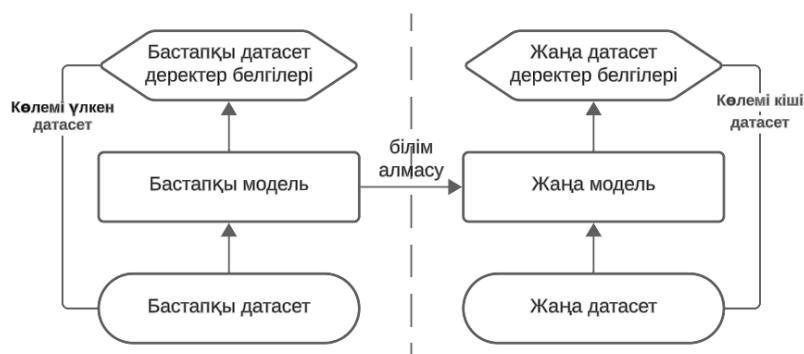 Бастапқы датасет
деректер белгілері
Жаңа датасет
деректер белгілері
Көлемі үлкен
датасет
Көлемі кіші
датасет
білім
алмасу
Бастапқы модель
Жаңа модель
Бастапқы датасет
Жаңа датасет